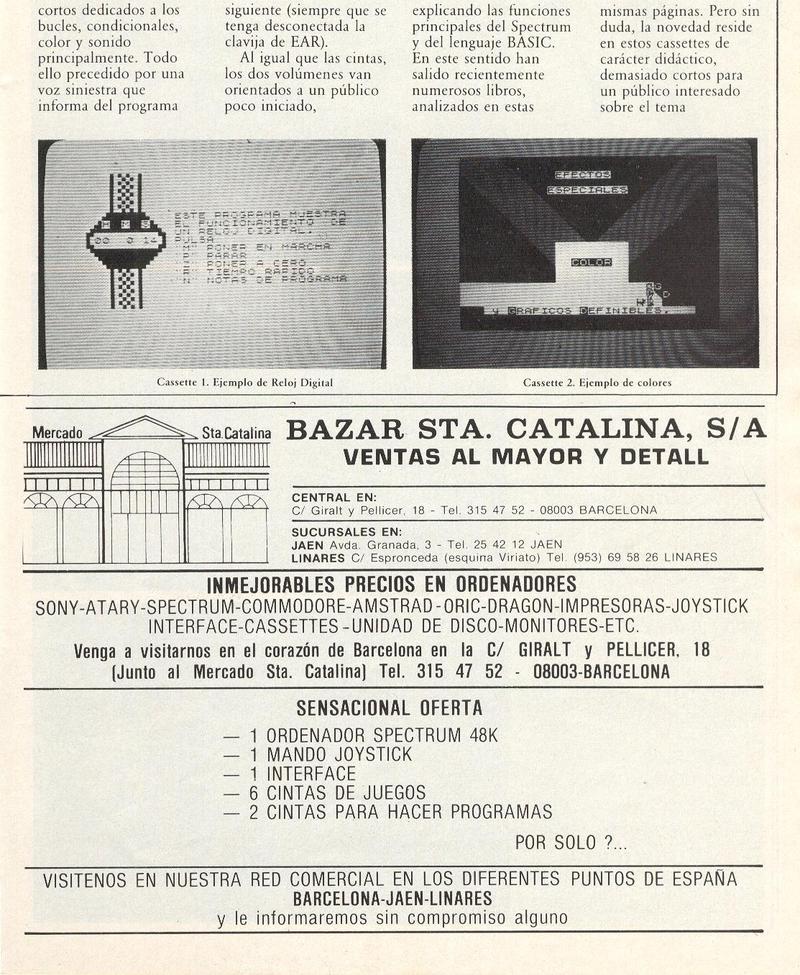 cortos dedicados a los
bucles, condicionales,
color y sonido
principalmente. Todo
ello precedido por una
voz siniestra que
informa del programa
siguiente (siempre que se
tenga desconectada la
clavija de EAR).
Al igual que las cintas,
los dos volúmenes van
orientados a un público
poco iniciado,
explicando las funciones
principales del Spectrum
y del lenguaje BASIC.
En este sentido han
salido recientemente
numerosos libros,
analizados en estas
mismas páginas. Pero sin
duda, la novedad reside
en estos cassettes de
carácter didáctico,
demasiado cortos para
un público interesado
sobre el tema
H M S
00 0 14
ESTE PROGRAMA MUESTRA
EL FUNCIONAMIENTO DE
UN RELOJ DIGITAL.
PULSA
"M" PONER EN MARCHA
"P" PARAR
PONER A CERO
"R" TIEMPO RAPIDO
"N" NOTAS DE PROGRAMA
Cassette 1. Ejemplo de Reloj Digital
EFECTOS
ESPECIALES
COLOR
y GRAFICOS DEFINIBLES.
Cassette 2. Ejemplo de colores
Mercado Sta.Catalina
BAZAR STA. CATALINA, S/A
VENTAS AL MAYOR Y DETALL
CENTRAL EN:
C/ Giralt y Pellicer, 18 - Tel. 315 47 52 - 08003 BARCELONA
SUCURSALES EN:
JAEN Avda. Granada, 3 - Tel. 25 42 12 JAEN
LINARES C/ Espronceda (esquina Viriato) Tel. (953) 69 58 26 LINARES
INMEJORABLES PRECIOS EN ORDENADORES
SONY-ATARY-SPECTRUM-COMMODORE-AMSTRAD-ORIC-DRAGON-IMPRESORAS-JOYSTICK
INTERFACE-CASSETTES-UNIDAD DE DISCO-MONITORES-ETC.
Venga a visitarnos en el corazón de Barcelona en la C/ GIRALT y PELLICER, 18
(Junto al Mercado Sta. Catalina) Tel. 315 47 52 - 08003-BARCELONA
SENSACIONAL OFERTA
— 1 ORDENADOR SPECTRUM 48K
— 1 MANDO JOYSTICK
— 1 INTERFACE
— 6 CINTAS DE JUEGOS
— 2 CINTAS PARA HACER PROGRAMAS
POR SOLO ?...
VISITENOS EN NUESTRA RED COMERCIAL EN LOS DIFERENTES PUNTOS DE ESPAÑA
BARCELONA-JAEN-LINARES
y le informaremos sin compromiso alguno